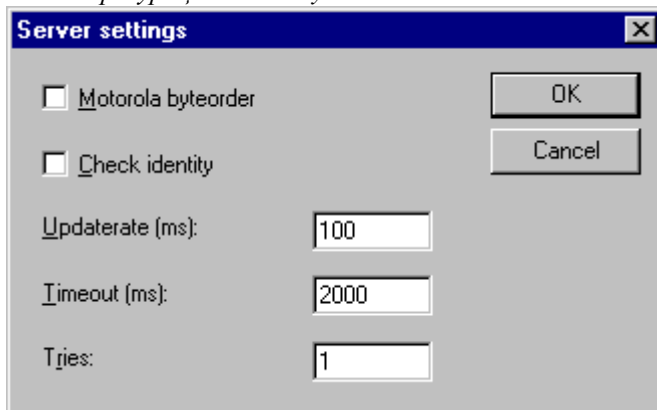 Server settings
Motorola byteorder
OK
Check identity
Cancel
Updaterate (ms):
100
Timeout (ms):
2000
Tries:
1